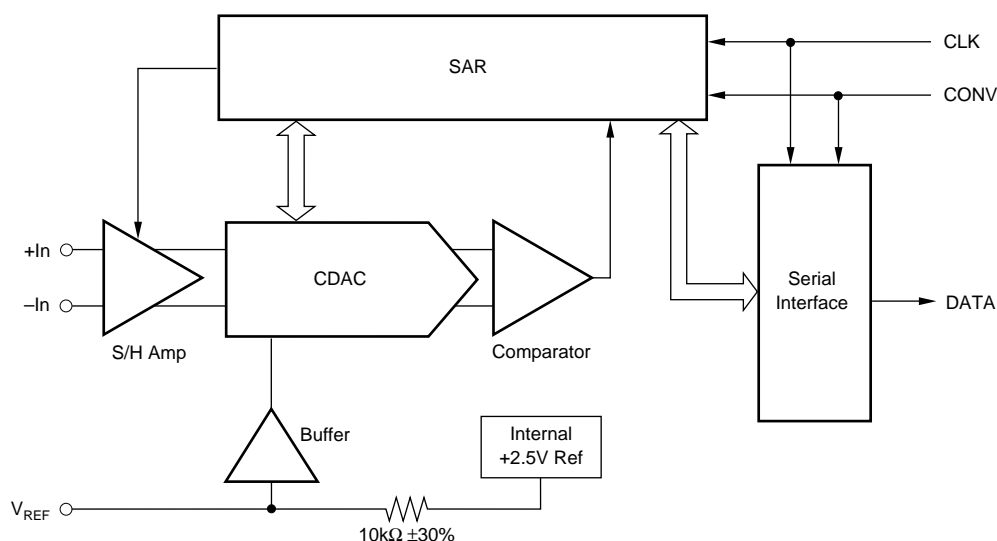 SAR
CLK
CONV
+In
–In
S/H Amp
CDAC
Comparator
Serial
Interface
DATA
Buffer
Internal
+2.5V Ref
VREF
10kΩ ±30%